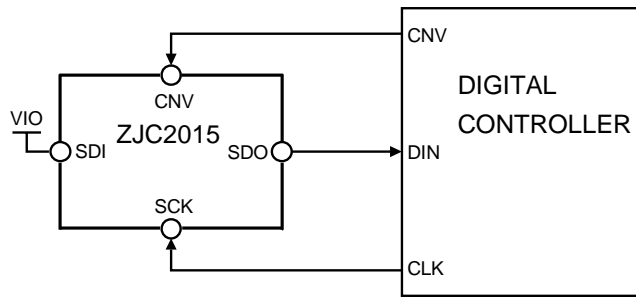 CNV
CNV
DIGITAL
CONTROLLER
VIO
ZJC2015
SDI
SDO
DIN
SCK
CLK